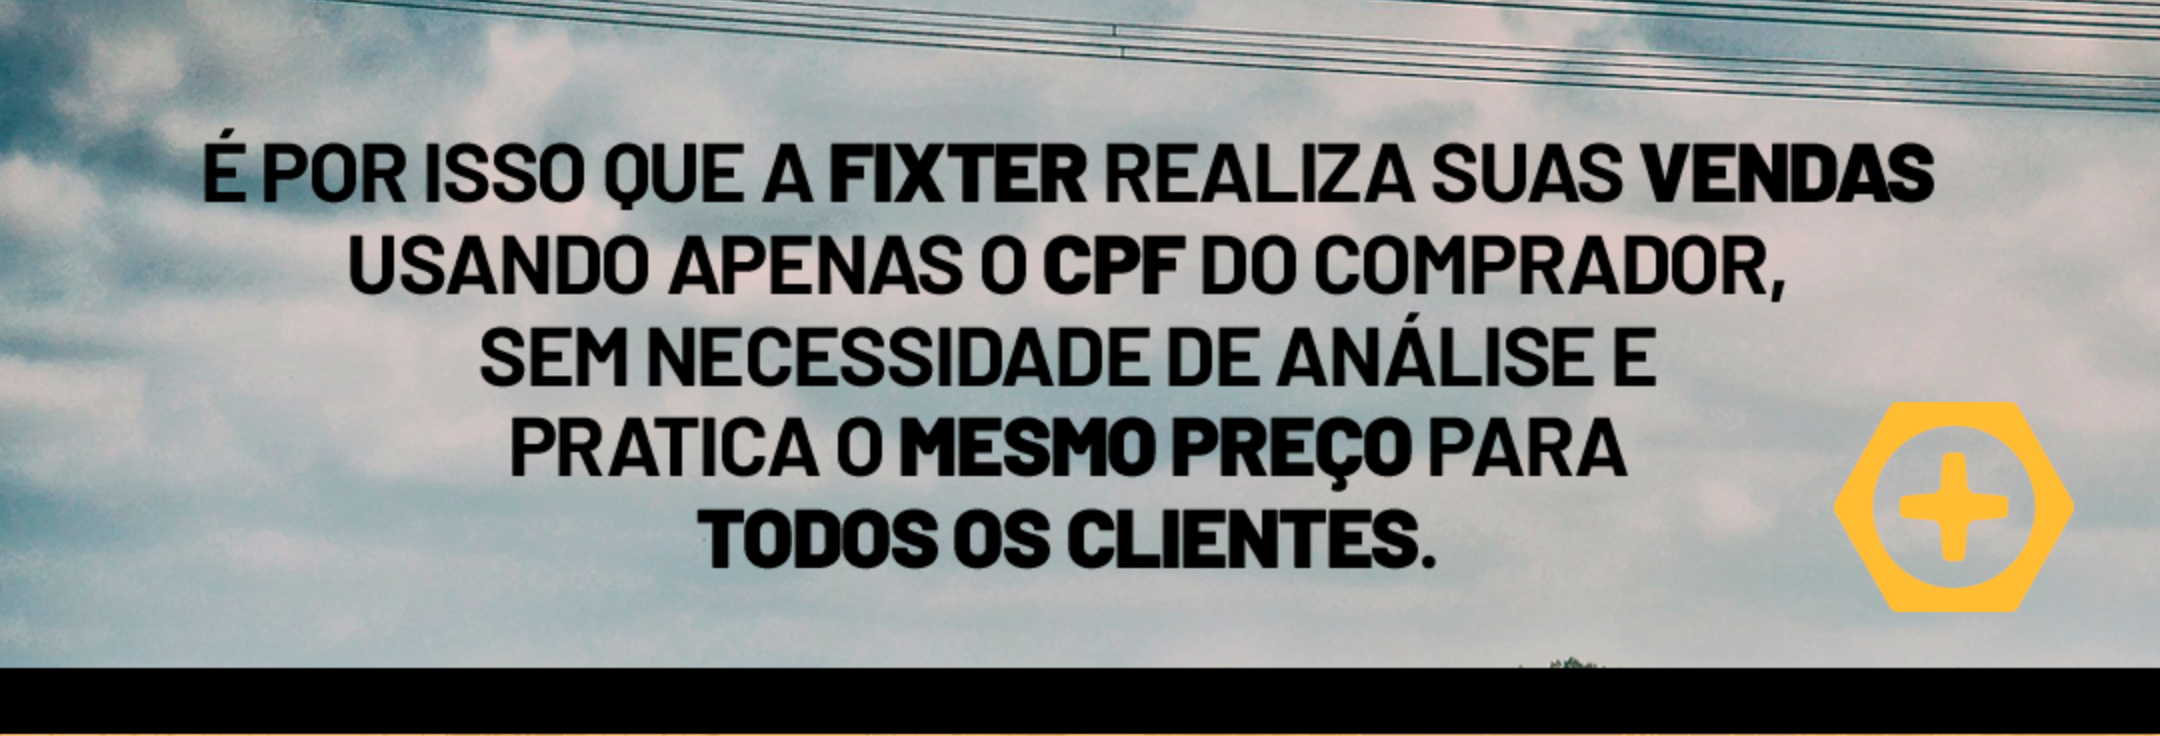 É POR ISSO QUE A FIXTER REALIZA SUAS VENDAS
USANDO APENAS O CPF DO COMPRADOR,
SEM NECESSIDADE DE ANÁLISE E
PRATICA O MESMO PREÇO PARA
TODOS OS CLIENTES.